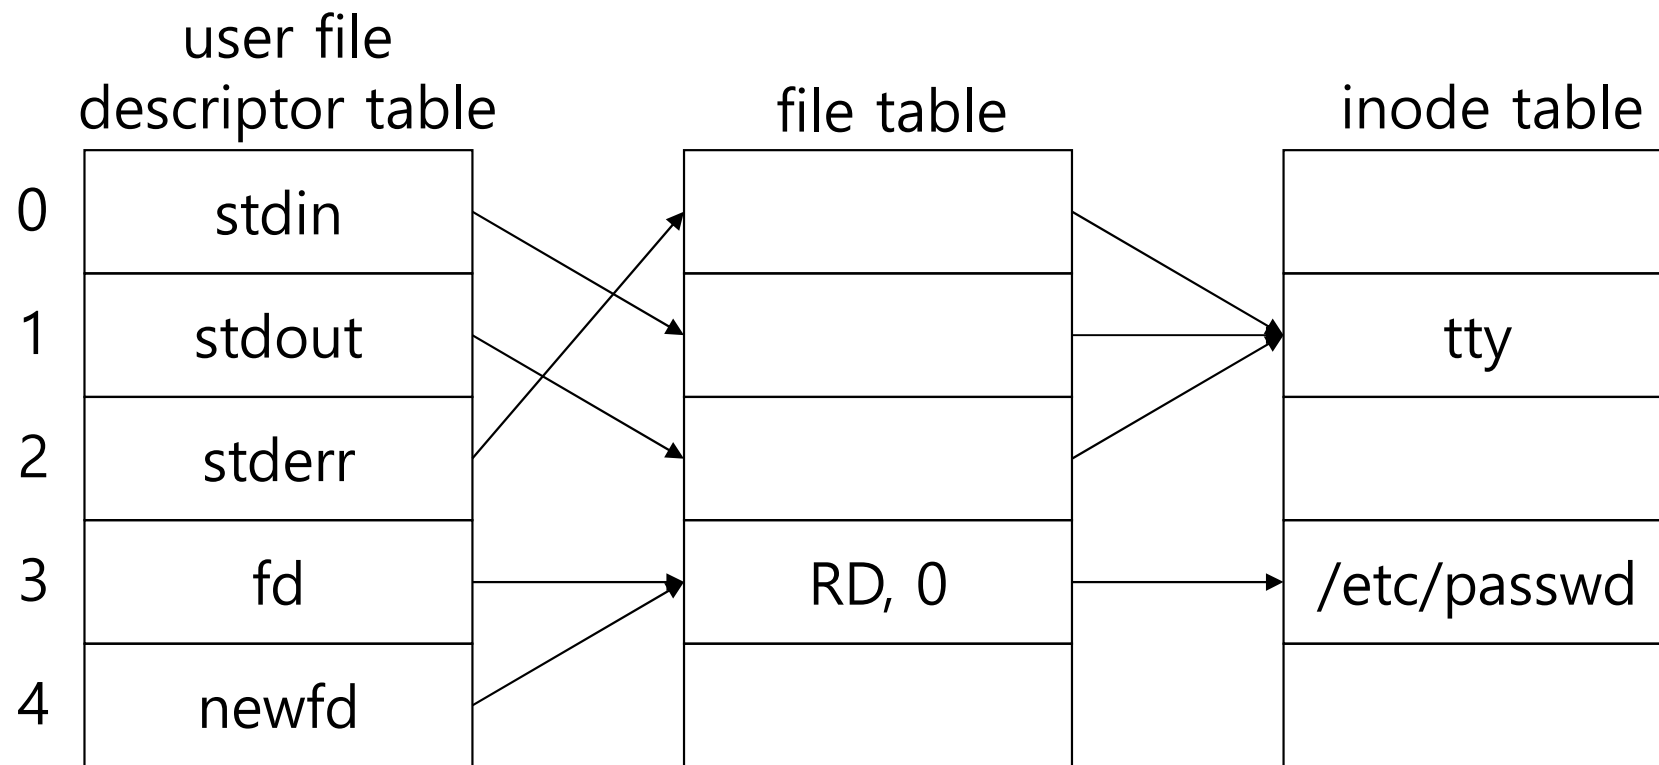 user file
descriptor table
file table
inode table
0
stdin
1
stdout
tty
2
stderr
3
fd
RD, 0
/etc/passwd
4
newfd